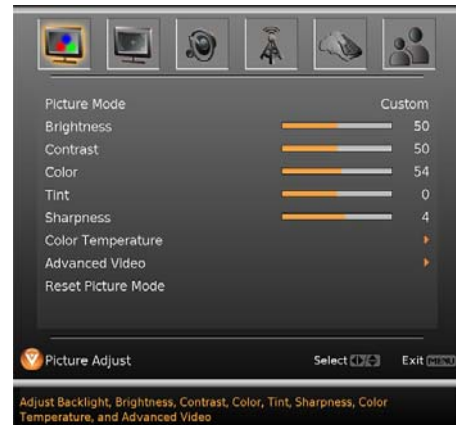 Picture Mode Custom
Brightness 50
Contrast 50
Color 54
Tint 0
Sharpness 4
Color Temperature
Advanced Video
Reset Picture Mode
Picture Adjust Select Exit MENU
Adjust Backlight, Brightness, Contrast, Color, Tint, Sharpness, Color
Temperature, and Advanced Video